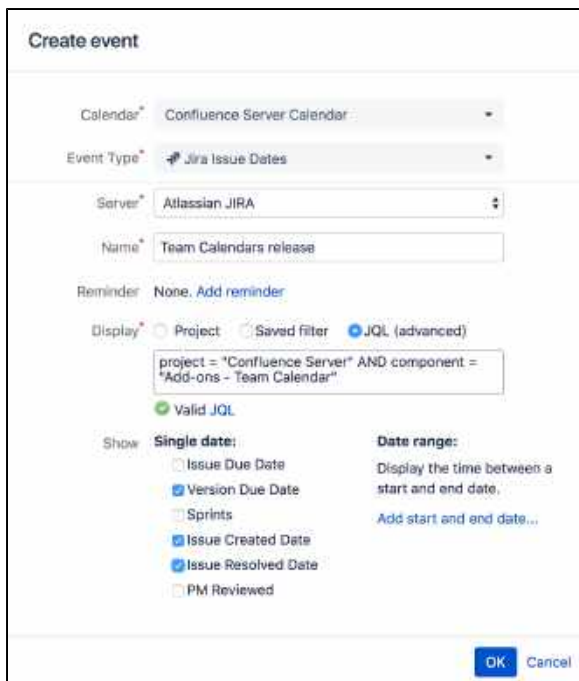 Create event
Calendar* Confluence Server Calendar
Event Type* Jira Issue Dates
Server* Atlassian JIRA
Name* Team Calendars release
Reminder None. Add reminder
Display* Project Saved filter JQL (advanced)
project = "Confluence Server" AND component =
"Add-ons - Team Calendar"
Valid JQL
Show Single date:
Issue Due Date
Version Due Date
Sprints
Issue Created Date
Issue Resolved Date
PM Reviewed
Date range:
Display the time between a
start and end date.
Add start and end date...
OK Cancel